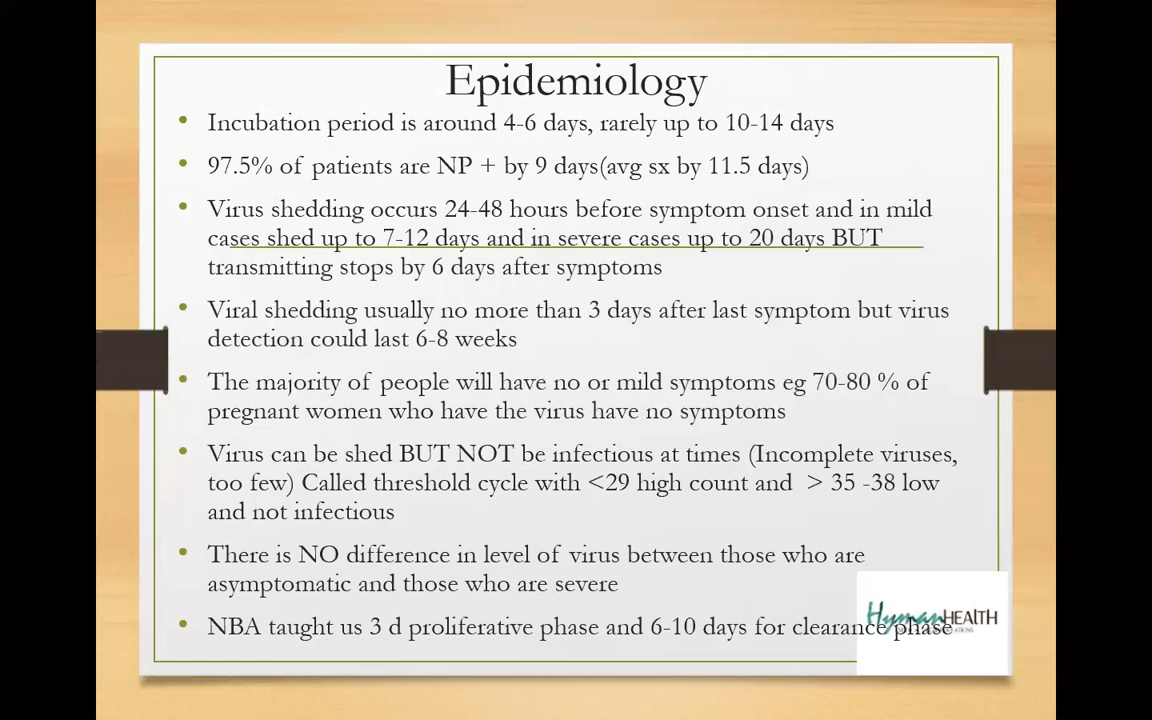 Epidemiology
• Incubation period is around 4-6 days, rarely up to 10-14 days
• 97.5% of patients are NP + by 9 days(avg sx by 11.5 days)
• Virus shedding occurs 24-48 hours before symptom onset and in mild
cases shed up to 7-12 days and in severe cases up to 20 days BUT
transmitting stops by 6 days after symptoms
• Viral shedding usually no more than 3 days after last symptom but virus
detection could last 6-8 weeks
• The majority of people will have no or mild symptoms eg 70-80 % of
pregnant women who have the virus have no symptoms
• Virus can be shed BUT NOT be infectious at times (Incomplete viruses,
too few) Called threshold cycle with <29 high count and > 35 -38 low
and not infectious
• There is NO difference in level of virus between those who are
asymptomatic and those who are severe
• NBA taught us 3 d proliferative phase and 6-10 days for clearance phase
HymanHEALTH